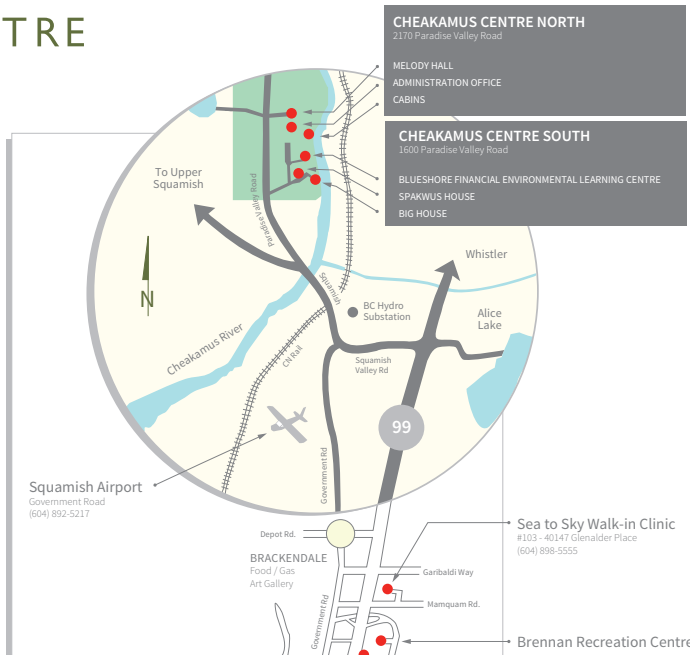 TRE
CHEAKAMUS CENTRE NORTH
2170 Paradise Valley Road
MELODY HALL
ADMINISTRATION OFFICE
CABINS
CHEAKAMUS CENTRE SOUTH
1600 Paradise Valley Road
BLUESHORE FINANCIAL ENVIRONMENTAL LEARNING CENTRE
SPAKWUS HOUSE
BIG HOUSE
To Upper
Squamish
Paradise Valley Road
Whistler
N
Squamish
BC Hydro
Substation
Alice
Lake
Cheakamus River
CN Rail
Squamish
Valley Rd
99
Government Rd
Squamish Airport
Government Road
(604) 892-5217
Depot Rd.
Sea to Sky Walk-in Clinic
#103 - 40147 Glenalder Place
(604) 898-5555
BRACKENDALE
Food / Gas
Art Gallery
Garibaldi Way
Mamquam Rd.
Government Rd
Brennan Recreation Centre